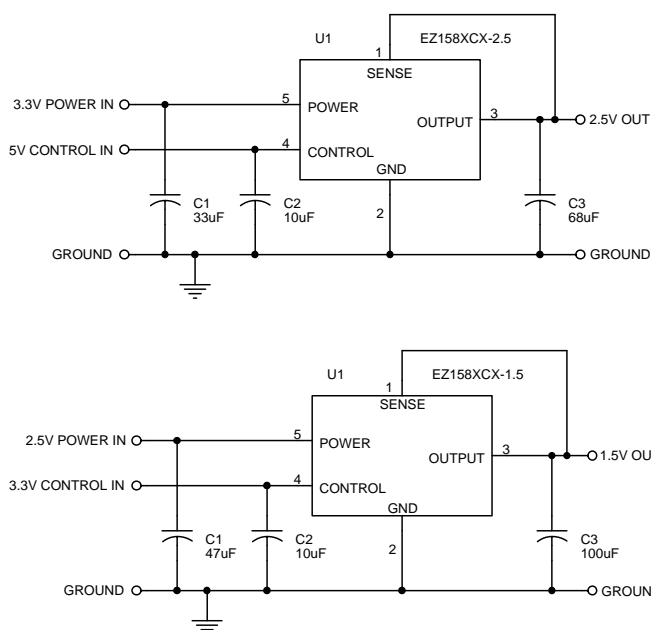 U1
EZ158XCX-2.5
1
SENSE
3.3V POWER IN
5
POWER
3
2.5V OUT
OUTPUT
5V CONTROL IN
4
CONTROL
GND
2
C1
33uF
C2
10uF
C3
68uF
GROUND
GROUND
U1
EZ158XCX-1.5
1
SENSE
2.5V POWER IN
5
POWER
3
1.5V OU
OUTPUT
3.3V CONTROL IN
4
CONTROL
GND
2
C1
47uF
C2
10uF
C3
100uF
GROUND
GROUN